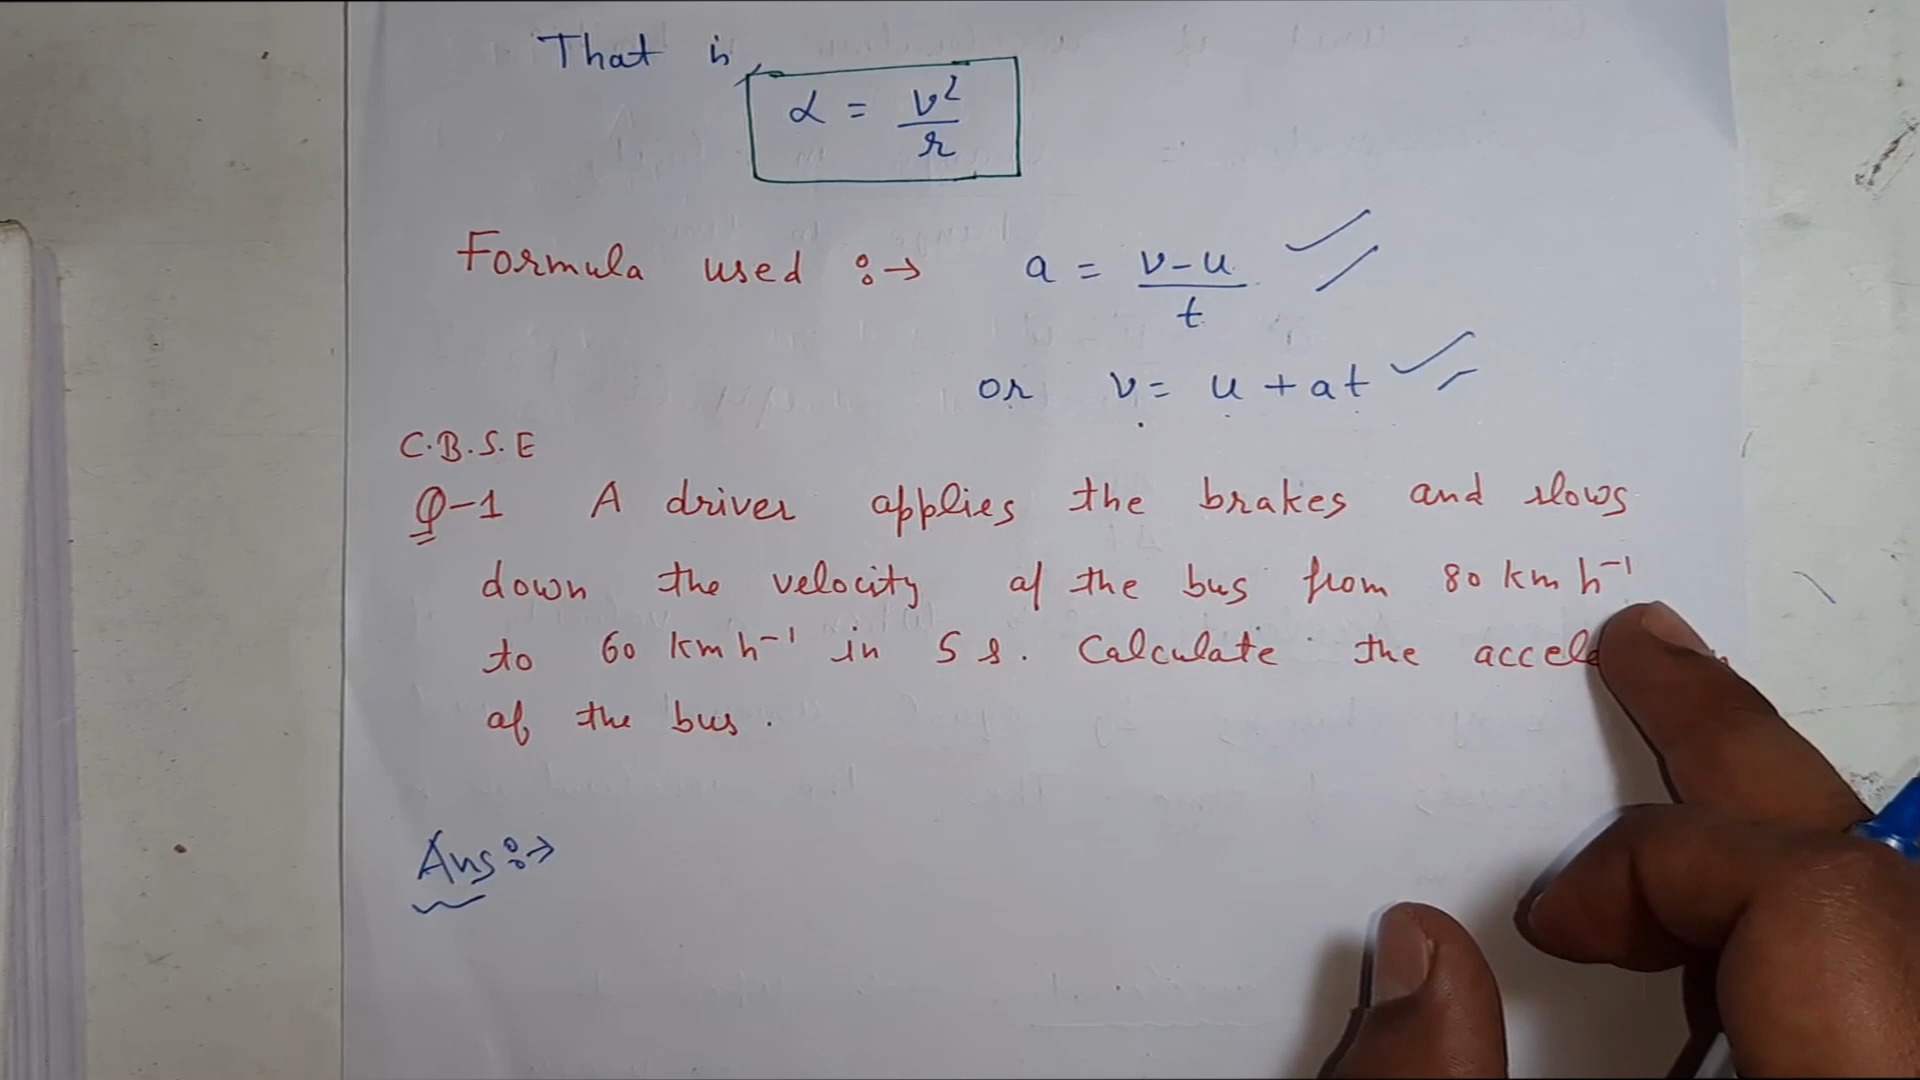 That is
α = v²/r
Formula used :→ a = v-u/t
or v = u + at
C.B.S.E
Q-1 A driver applies the brakes and slows
down the velocity of the bus from 80 km h⁻¹
to 60 km h⁻¹ in 5 s. Calculate the
of the bus.
Ans:→